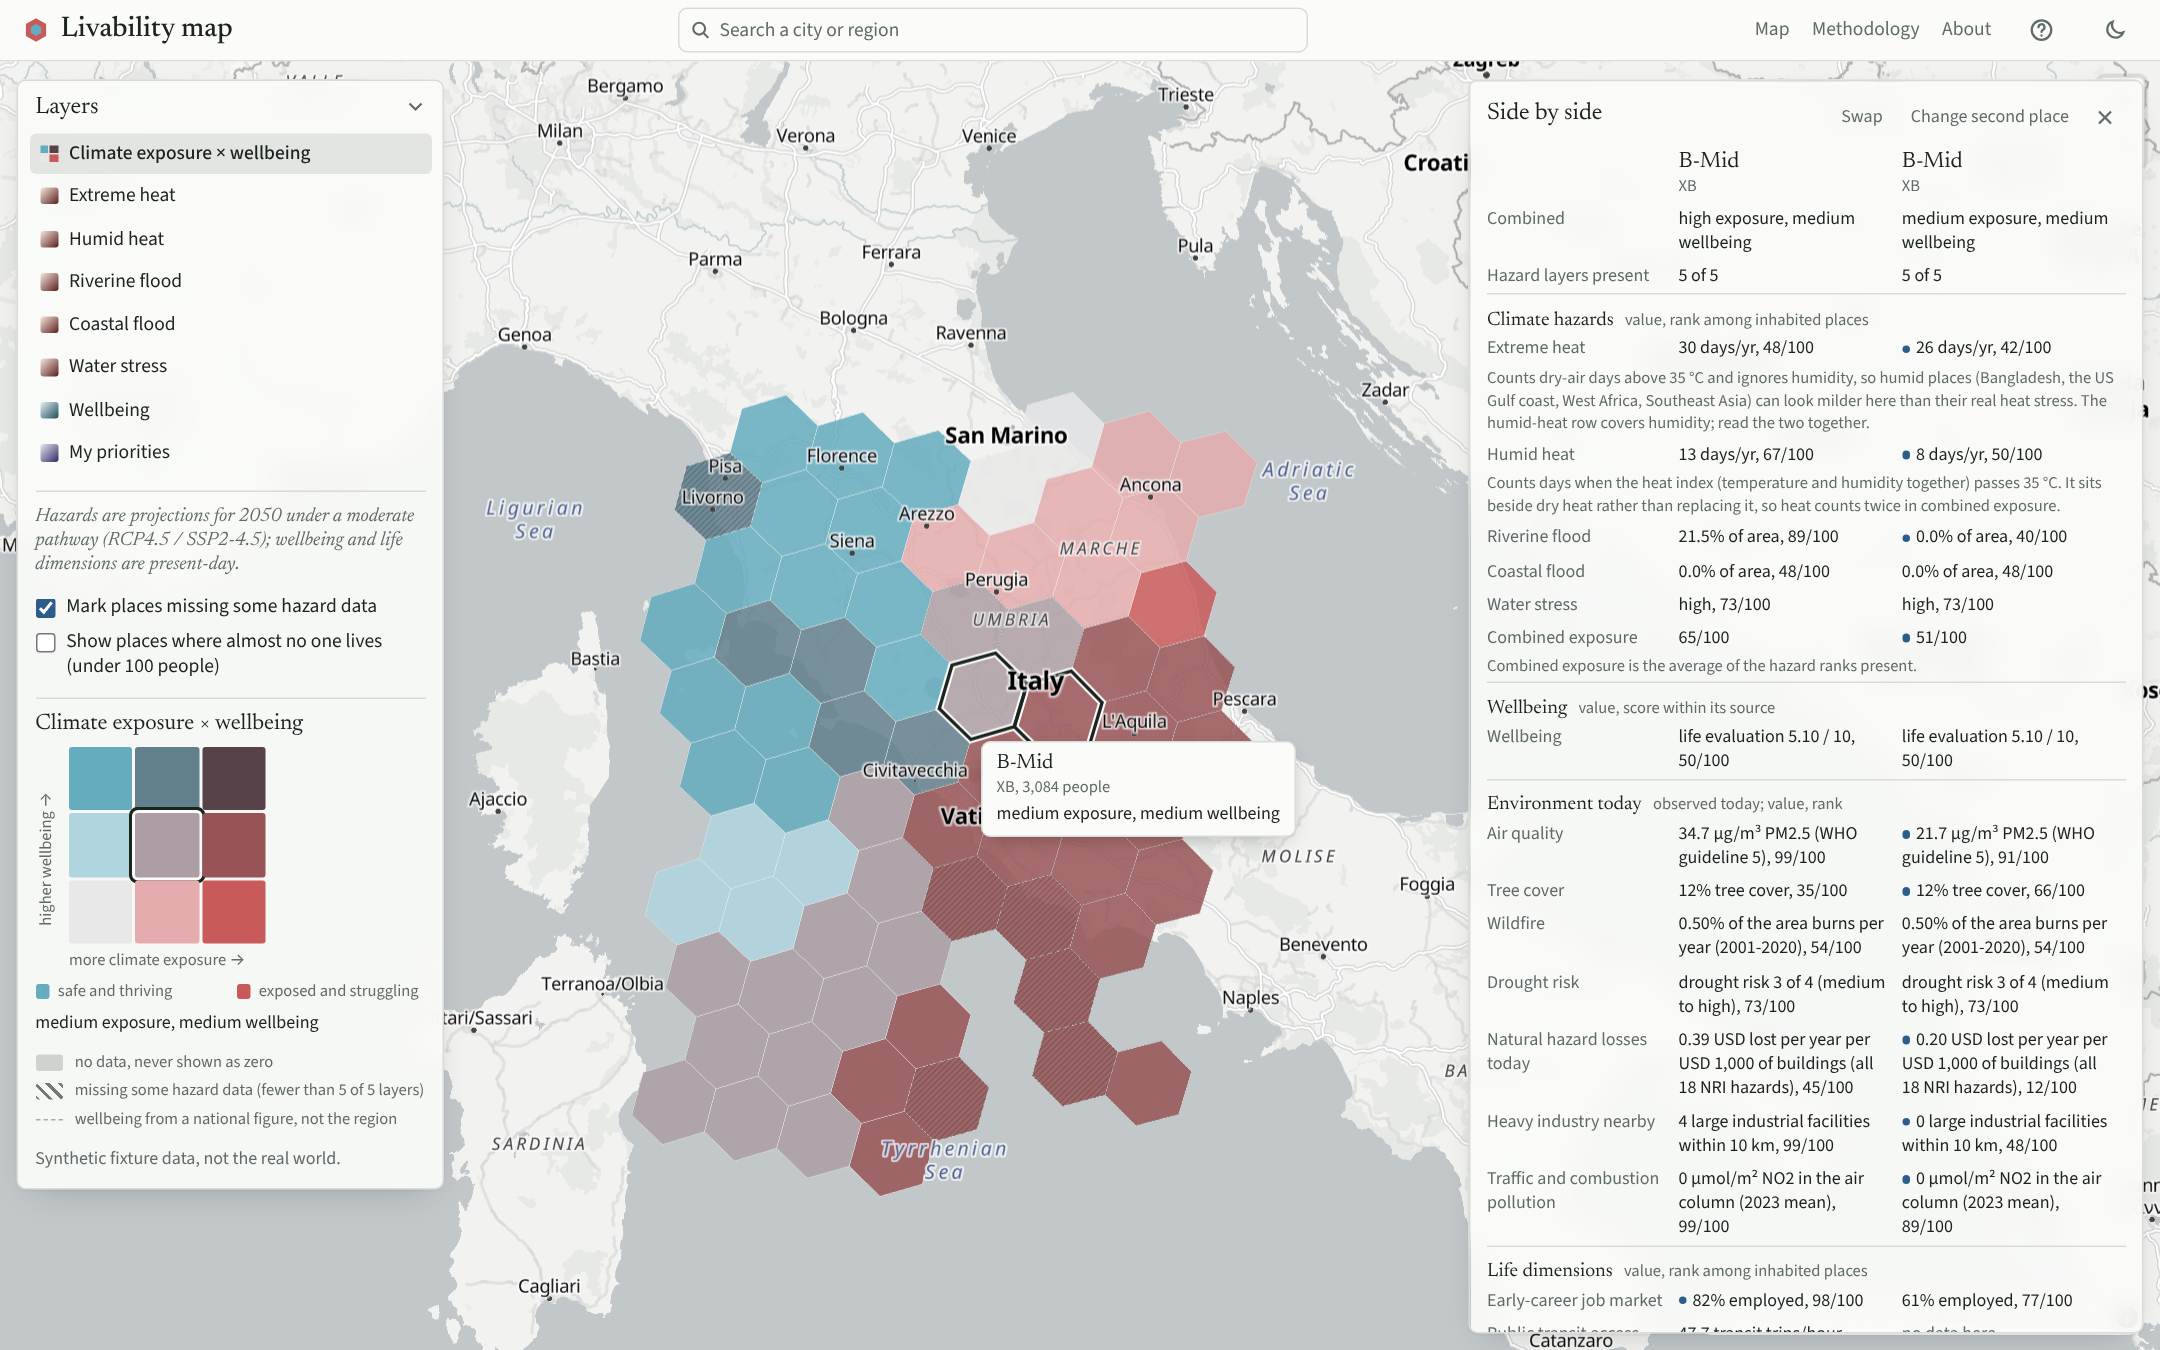 Livability map
Search a city or region
Map
Methodology
About
Layers
Climate exposure × wellbeing
Extreme heat
Humid heat
Riverine flood
Coastal flood
Water stress
Wellbeing
My priorities
Hazards are projections for 2050 under a moderate
pathway (RCP4.5 / SSP2-4.5); wellbeing and life
dimensions are present-day.
Mark places missing some hazard data
Show places where almost no one lives
(under 100 people)
Climate exposure × wellbeing
higher wellbeing →
more climate exposure →
safe and thriving
exposed and struggling
medium exposure, medium wellbeing
no data, never shown as zero
missing some hazard data (fewer than 5 of 5 layers)
wellbeing from a national figure, not the region
Synthetic fixture data, not the real world.
Zagreb
Bergamo
Trieste
Milan
Verona
Venice
Croati
Parma
Ferrara
Pula
Bologna
Genoa
Ravenna
Zadar
San Marino
Pisa
Florence
Adriatic
Sea
Livorno
Ancona
Ligurian
Sea
Arezzo
Siena
MARCHE
Perugia
UMBRIA
Bastia
Italy
Pescara
L'Aquila
Civitavecchia
Ajaccio
Vati
B-Mid
XB, 3,084 people
medium exposure, medium wellbeing
MOLISE
Foggia
Benevento
Terranoa/Olbia
Naples
tari/Sassari
BA
SARDINIA
Tyrrhenian
Sea
Cagliari
Catanzaro
Side by side
Swap
Change second place
B-Mid B-Mid
XB XB
Combined high exposure, medium medium exposure, medium
wellbeing wellbeing
Hazard layers present 5 of 5 5 of 5
Climate hazards value, rank among inhabited places
Extreme heat 30 days/yr, 48/100 26 days/yr, 42/100
Counts dry-air days above 35 °C and ignores humidity, so humid places (Bangladesh, the US
Gulf coast, West Africa, Southeast Asia) can look milder here than their real heat stress. The
humid-heat row covers humidity; read the two together.
Humid heat 13 days/yr, 67/100 8 days/yr, 50/100
Counts days when the heat index (temperature and humidity together) passes 35 °C. It sits
beside dry heat rather than replacing it, so heat counts twice in combined exposure.
Riverine flood 21.5% of area, 89/100 0.0% of area, 40/100
Coastal flood 0.0% of area, 48/100 0.0% of area, 48/100
Water stress high, 73/100 high, 73/100
Combined exposure 65/100 51/100
Combined exposure is the average of the hazard ranks present.
Wellbeing value, score within its source
Wellbeing life evaluation 5.10 / 10, life evaluation 5.10 / 10,
50/100 50/100
Environment today observed today; value, rank
Air quality 34.7 µg/m³ PM2.5 (WHO 21.7 µg/m³ PM2.5 (WHO
guideline 5), 99/100 guideline 5), 91/100
Tree cover 12% tree cover, 35/100 12% tree cover, 66/100
Wildfire 0.50% of the area burns per 0.50% of the area burns per
year (2001-2020), 54/100 year (2001-2020), 54/100
Drought risk drought risk 3 of 4 (medium drought risk 3 of 4 (medium
to high), 73/100 to high), 73/100
Natural hazard losses 0.39 USD lost per year per 0.20 USD lost per year per
today USD 1,000 of buildings (all USD 1,000 of buildings (all
18 NRI hazards), 45/100 18 NRI hazards), 12/100
Heavy industry nearby 4 large industrial facilities 0 large industrial facilities
within 10 km, 99/100 within 10 km, 48/100
Traffic and combustion 0 µmol/m² NO2 in the air 0 µmol/m² NO2 in the air
pollution column (2023 mean), column (2023 mean),
99/100 89/100
Life dimensions value, rank among inhabited places
Early-career job market 82% employed, 98/100 61% employed, 77/100
Public transit access 47.7 transit trips/hour no data here